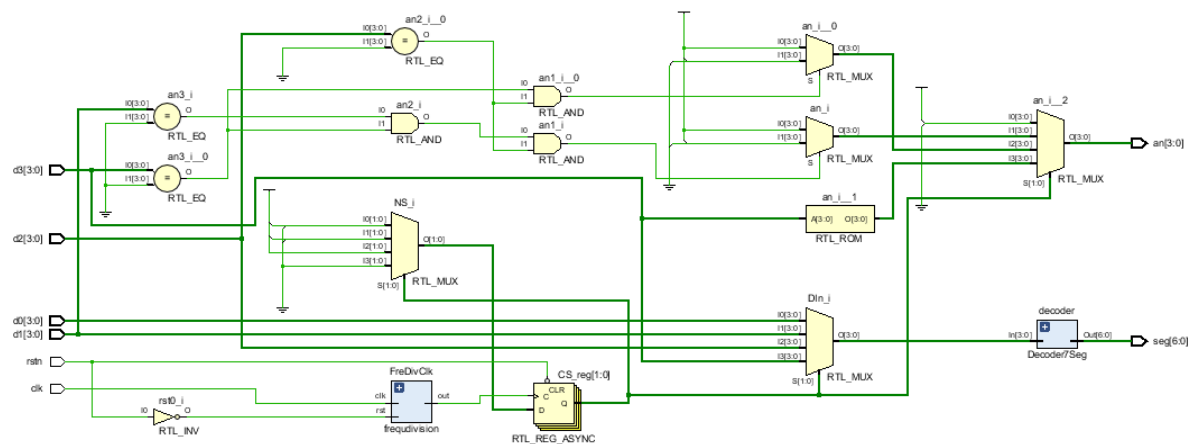 an2_i__0
I0[3:0]
I1[3:0]
=
O
RTL_EQ
an3_i
I0[3:0]
I1[3:0]
=
O
RTL_EQ
an3_i__0
I0[3:0]
I1[3:0]
=
O
RTL_EQ
an2_i
I0
I1
O
RTL_AND
an1_i__0
I0
I1
O
RTL_AND
an1_i
I0
I1
O
RTL_AND
an_i__0
I0[3:0]
I1[3:0]
S
O[3:0]
RTL_MUX
an_i
I0[3:0]
I1[3:0]
S
O[3:0]
RTL_MUX
an_i__2
I0[3:0]
I1[3:0]
I2[3:0]
I3[3:0]
S[1:0]
O[3:0]
RTL_MUX
an[3:0]
an_i__1
A[3:0] O[3:0]
RTL_ROM
d3[3:0]
d2[3:0]
d0[3:0]
d1[3:0]
rstn
clk
NS_i
I0[1:0]
I1[1:0]
I2[1:0]
I3[1:0]
S[1:0]
O[1:0]
RTL_MUX
rst0_i
I0
O
RTL_INV
FreDivClk
clk
rst
out
frequdivision
CS_reg[1:0]
CLR
C
D
Q
RTL_REG_ASYNC
DIn_i
I0[3:0]
I1[3:0]
I2[3:0]
I3[3:0]
S[1:0]
O[3:0]
RTL_MUX
decoder
In[3:0]
Out[6:0]
Decoder7Seg
seg[6:0]